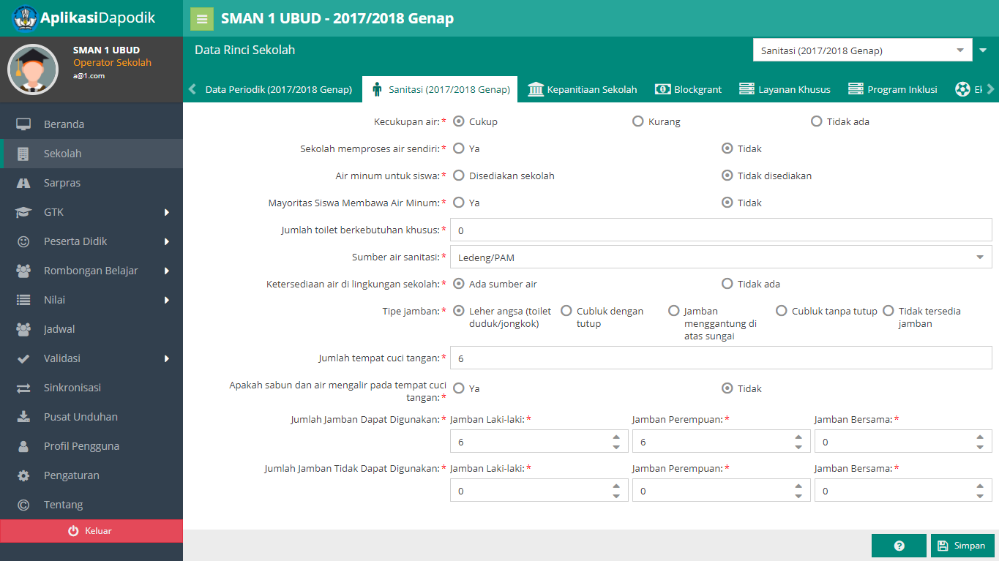 AplikasiDapodik
SMAN 1 UBUD - 2017/2018 Genap
SMAN 1 UBUD
Operator Sekolah
a@1.com
Beranda
Sekolah
Sarpras
GTK
Peserta Didik
Rombongan Belajar
Nilai
Jadwal
Validasi
Sinkronisasi
Pusat Unduhan
Profil Pengguna
Pengaturan
Tentang
Keluar
Data Rinci Sekolah
Sanitasi (2017/2018 Genap)
Data Periodik (2017/2018 Genap) Sanitasi (2017/2018 Genap) Kepanitiaan Sekolah Blockgrant Layanan Khusus Program Inklusi
Kecukupan air:* Cukup Kurang Tidak ada
Sekolah memproses air sendiri:* Ya Tidak
Air minum untuk siswa:* Disediakan sekolah Tidak disediakan
Mayoritas Siswa Membawa Air Minum:* Ya Tidak
Jumlah toilet berkebutuhan khusus:* 0
Sumber air sanitasi:* Ledeng/PAM
Ketersediaan air di lingkungan sekolah:* Ada sumber air Tidak ada
Tipe jamban:* Leher angsa (toilet duduk/jongkok) Cubluk dengan tutup Jamban menggantung di atas sungai Cubluk tanpa tutup Tidak tersedia jamban
Jumlah tempat cuci tangan:* 6
Apakah sabun dan air mengalir pada tempat cuci tangan:* Ya Tidak
Jumlah Jamban Dapat Digunakan:* Jamban Laki-laki:* Jamban Perempuan:* Jamban Bersama:*
6 6 0
Jumlah Jamban Tidak Dapat Digunakan:* Jamban Laki-laki:* Jamban Perempuan:* Jamban Bersama:*
0 0 0
Simpan